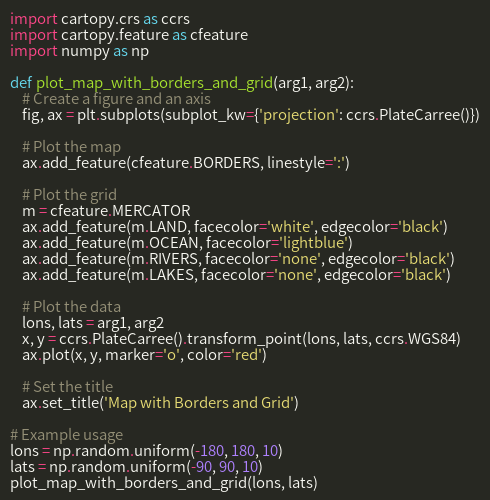 import cartopy.crs as ccrs
import cartopy.feature as cfeature
import numpy as np

def plot_map_with_borders_and_grid(arg1, arg2):
    # Create a figure and an axis
    fig, ax = plt.subplots(subplot_kw={'projection': ccrs.PlateCarree()})

    # Plot the map
    ax.add_feature(cfeature.BORDERS, linestyle=':')

    # Plot the grid
    m = cfeature.MERCATOR
    ax.add_feature(m.LAND, facecolor='white', edgecolor='black')
    ax.add_feature(m.OCEAN, facecolor='lightblue')
    ax.add_feature(m.RIVERS, facecolor='none', edgecolor='black')
    ax.add_feature(m.LAKES, facecolor='none', edgecolor='black')

    # Plot the data
    lons, lats = arg1, arg2
    x, y = ccrs.PlateCarree().transform_point(lons, lats, ccrs.WGS84)
    ax.plot(x, y, marker='o', color='red')

    # Set the title
    ax.set_title('Map with Borders and Grid')

# Example usage
lons = np.random.uniform(-180, 180, 10)
lats = np.random.uniform(-90, 90, 10)
plot_map_with_borders_and_grid(lons, lats)